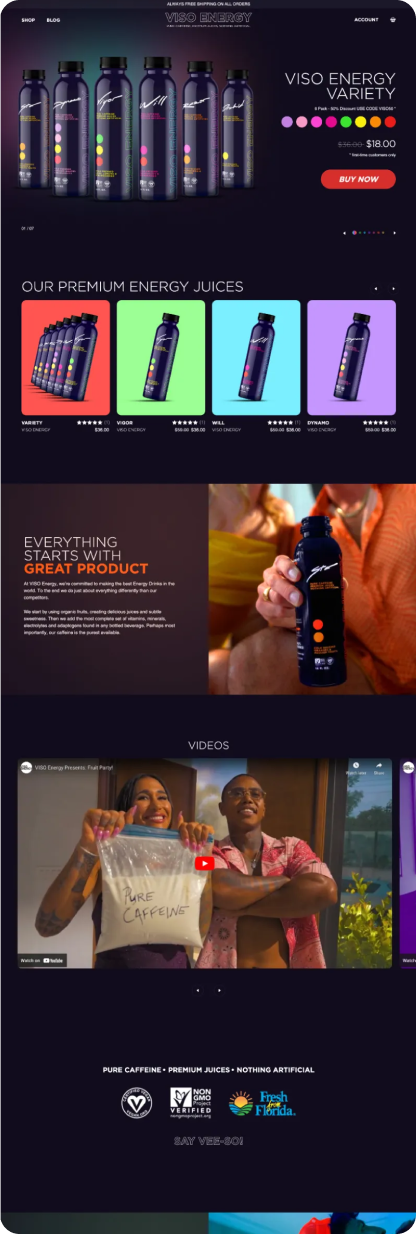 ALWAYS FREE SHIPPING ON ALL ORDERS
SHOP
BLOG
VISO ENERGY
ACCOUNT
VISO ENERGY
VARIETY
6 Pack - 50% Discount USE CODE VISO50 *
$36.00 $18.00
* first-time customers only
BUY NOW
OUR PREMIUM ENERGY JUICES
VARIETY
(1)
VISO ENERGY
$36.00
VIGOR
(1)
VISO ENERGY
$39.00 $36.00
WILL
(1)
VISO ENERGY
$39.00 $36.00
DYNAMO
(1)
VISO ENERGY
$39.00 $36.00
EVERYTHING
STARTS WITH
GREAT PRODUCT
At VISO Energy, we're committed to making the best Energy Drinks in the
world. To the end we do just about everything differently than our
competitors.
We start by using organic fruits, creating delicious juices and subtle
sweetness. Then we add the most complete set of vitamins, minerals,
electrolytes and adaptogens found in any bottled beverage. Perhaps most
importantly, our caffeine is the purest available.
VIDEOS
VISO Energy Presents: Fruit Party!
Watch later
Share
PURE
CAFFEINE
Watch on YouTube
Watch
PURE CAFFEINE • PREMIUM JUICES • NOTHING ARTIFICIAL
NON
GMO
Project
VERIFIED
nongmoproject.org
Fresh
from
Florida
SAY VEE-SO!